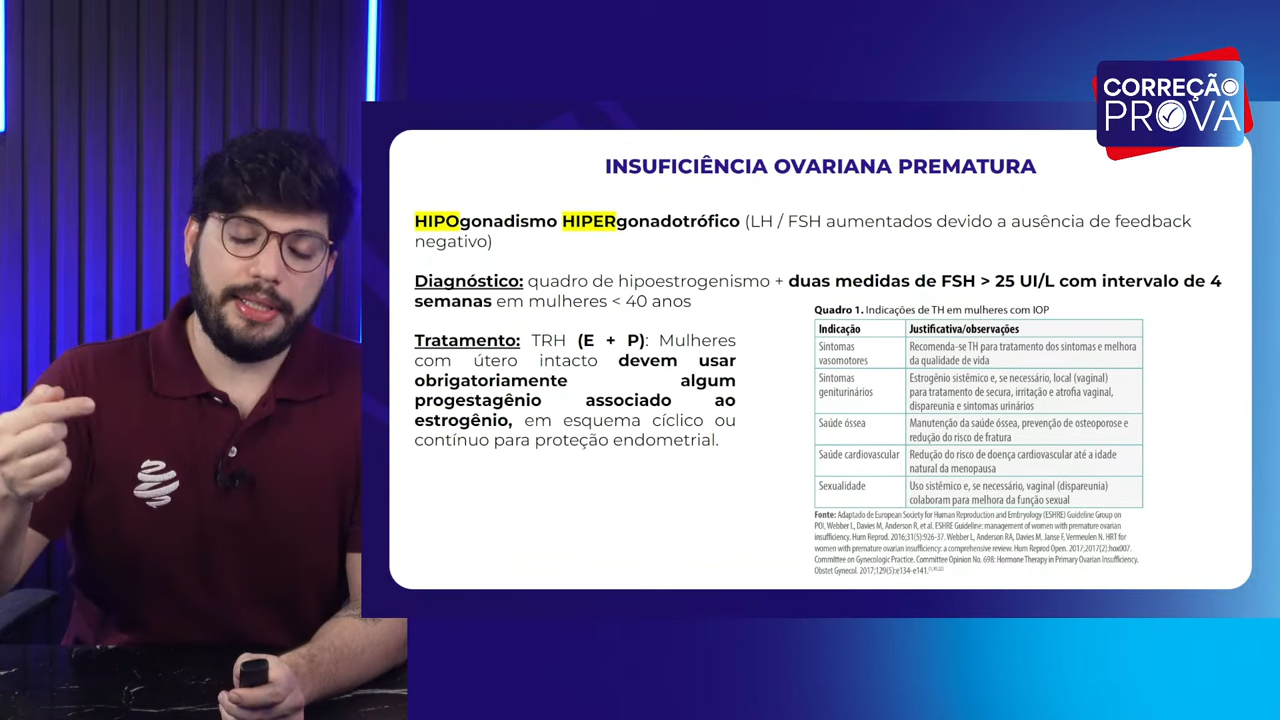 CORREÇÃO
PROVA
INSUFICIÊNCIA OVARIANA PREMATURA
HIPOgonadismo HIPERgonadotrófico (LH / FSH aumentados devido a ausência de feedback
negativo)
Diagnóstico: quadro de hipoestrogenismo + duas medidas de FSH > 25 UI/L com intervalo de 4
semanas em mulheres < 40 anos
Tratamento: TRH (E + P): Mulheres
com útero intacto devem usar
obrigatoriamente algum
progestagênio associado ao
estrogênio, em esquema cíclico ou
contínuo para proteção endometrial.
Quadro 1. Indicações de TH em mulheres com IOP
Indicação Justificativa/observações
Sintomas
vasomotores
Recomenda-se TH para tratamento dos sintomas e melhora
da qualidade de vida
Sintomas
geniturinários
Estrogênio sistêmico e, se necessário, local (vaginal)
para tratamento de secura, irritação e atrofia vaginal,
dispareunia e sintomas urinários
Saúde óssea
Manutenção da saúde óssea, prevenção de osteoporose e
redução do risco de fratura
Saúde cardiovascular
Redução do risco de doença cardiovascular até a idade
natural da menopausa
Sexualidade
Uso sistêmico e, se necessário, vaginal (dispareunia)
colaboram para melhora da função sexual
Fonte: Adaptado de European Society for Human Reproduction and Embryology (ESHRE) Guideline Group on
POI, Webber L, Davies M, Anderson R, et al. ESHRE Guideline: management of women with premature ovarian
insufficiency. Hum Reprod. 2016;31(5):926-37. Webber L, Anderson RA, Davies M, Janse F, Vermeulen N. HRT for
women with premature ovarian insufficiency: a comprehensive review. Hum Reprod Open. 2017;2017(2):hox007.
Committee on Gynecologic Practice. Committee Opinion No. 698: Hormone Therapy in Primary Ovarian Insufficiency.
Obstet Gynecol. 2017;129(5):e134-e141.